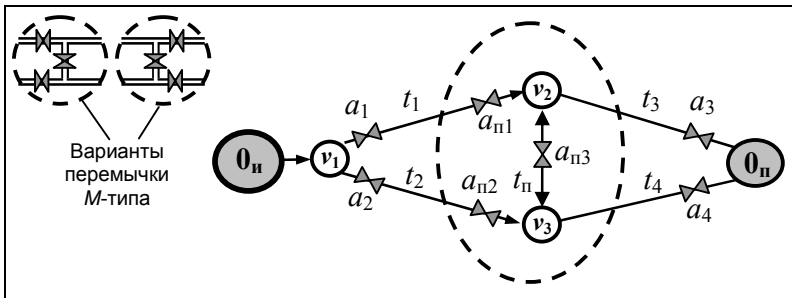 Варианты
перемычки
M-типа
0и
v1
a1
t1
aп1
v2
t3
a3
a2
t2
aп2
tп
aп3
v3
t4
a4
0п